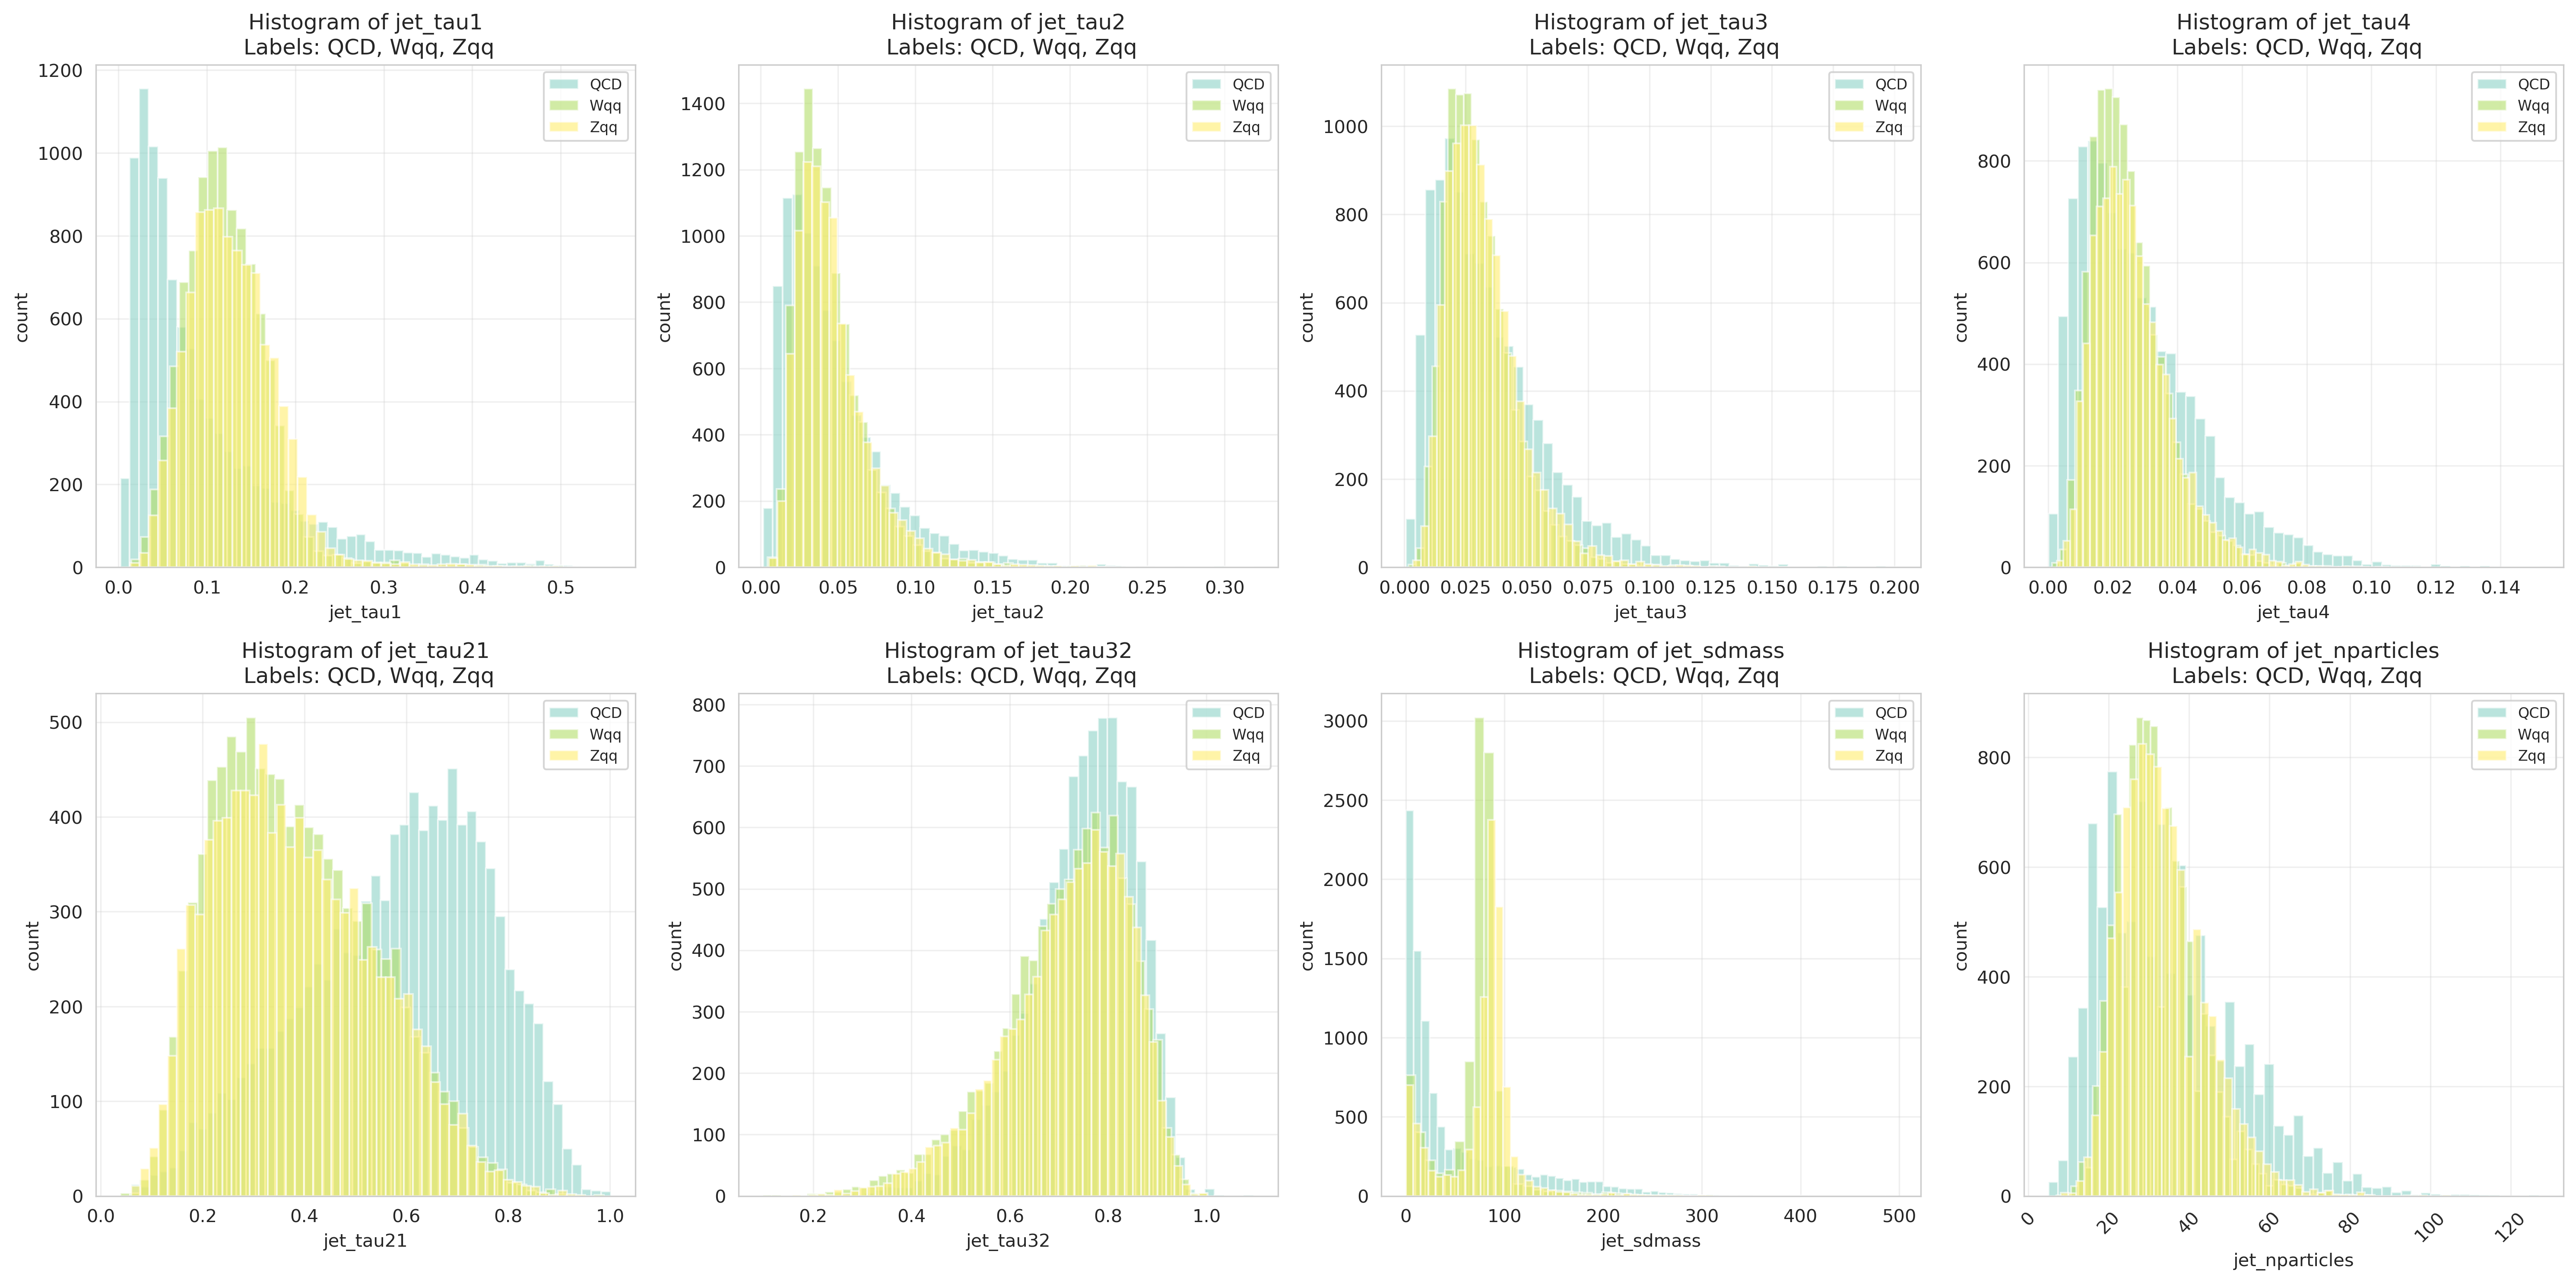 Histogram of jet_tau1
Labels: QCD, Wqq, Zqq
1200
1000
800
600
400
200
0
count
0.0 0.1 0.2 0.3 0.4 0.5
jet_tau1
QCD
Wqq
Zqq
Histogram of jet_tau2
Labels: QCD, Wqq, Zqq
1400
1200
1000
800
600
400
200
0
count
0.00 0.05 0.10 0.15 0.20 0.25 0.30
jet_tau2
QCD
Wqq
Zqq
Histogram of jet_tau3
Labels: QCD, Wqq, Zqq
1000
800
600
400
200
0
count
0.000 0.025 0.050 0.075 0.100 0.125 0.150 0.175 0.200
jet_tau3
QCD
Wqq
Zqq
Histogram of jet_tau4
Labels: QCD, Wqq, Zqq
800
600
400
200
0
count
0.00 0.02 0.04 0.06 0.08 0.10 0.12 0.14
jet_tau4
QCD
Wqq
Zqq
Histogram of jet_tau21
Labels: QCD, Wqq, Zqq
500
400
300
200
100
0
count
0.0 0.2 0.4 0.6 0.8 1.0
jet_tau21
QCD
Wqq
Zqq
Histogram of jet_tau32
Labels: QCD, Wqq, Zqq
800
700
600
500
400
300
200
100
0
count
0.2 0.4 0.6 0.8 1.0
jet_tau32
QCD
Wqq
Zqq
Histogram of jet_sdmass
Labels: QCD, Wqq, Zqq
3000
2500
2000
1500
1000
500
0
count
0 100 200 300 400 500
jet_sdmass
QCD
Wqq
Zqq
Histogram of jet_nparticles
Labels: QCD, Wqq, Zqq
800
600
400
200
0
count
0 20 40 60 80 100 120
jet_nparticles
QCD
Wqq
Zqq